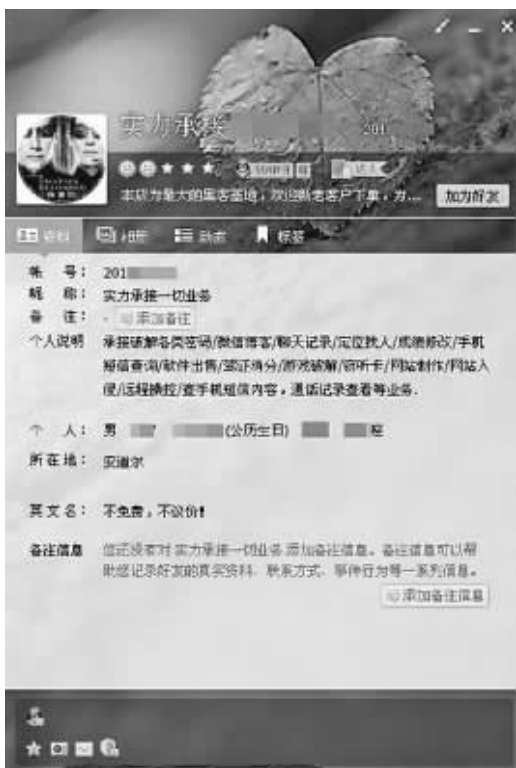 实力承接 201
本店为最大的黑客基地，欢迎新老客户下单，为... 加为好友
资料 相册 动态 标签
帐 号： 201
昵 称： 实力承接一切业务
备 注： - 添加备注
个人说明 承接破解各类密码/微信博客/聊天记录/定位找人/成绩修改/手机
短信查询/软件出售/驾证消分/游戏破解/窃听卡/网站制作/网站入
侵/远程操控/查手机短信内容，通话记录查看等业务.
个 人： 男 (公历生日) 座
所在地： 安道尔
英文名： 不免费，不议价!
备注信息 您还没有对 实力承接一切业务 添加备注信息。备注信息可以帮
助您记录好友的真实资料、联系方式、事件行为等一系列信息。
添加备注信息